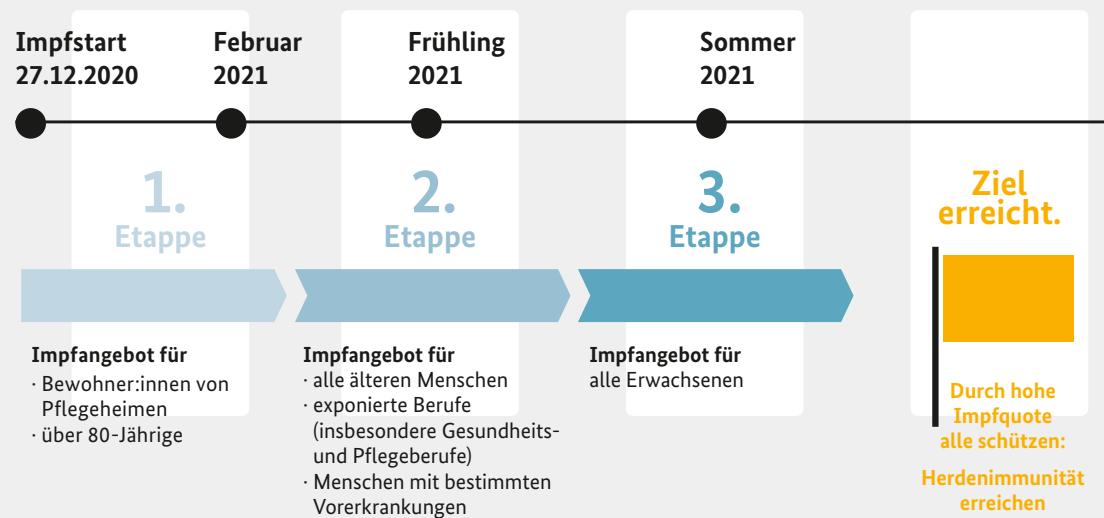 Impfstart
27.12.2020
Februar
2021
Frühling
2021
Sommer
2021
1.
Etappe
2.
Etappe
3.
Etappe
Ziel
erreicht.
Impfangebot für
· Bewohner:innen von
Pflegeheimen
· über 80-Jährige
Impfangebot für
· alle älteren Menschen
· exponierte Berufe
(insbesondere Gesundheits-
und Pflegeberufe)
· Menschen mit bestimmten
Vorerkrankungen
Impfangebot für
alle Erwachsenen
Durch hohe
Impfquote
alle schützen:
Herdenimmunität
erreichen